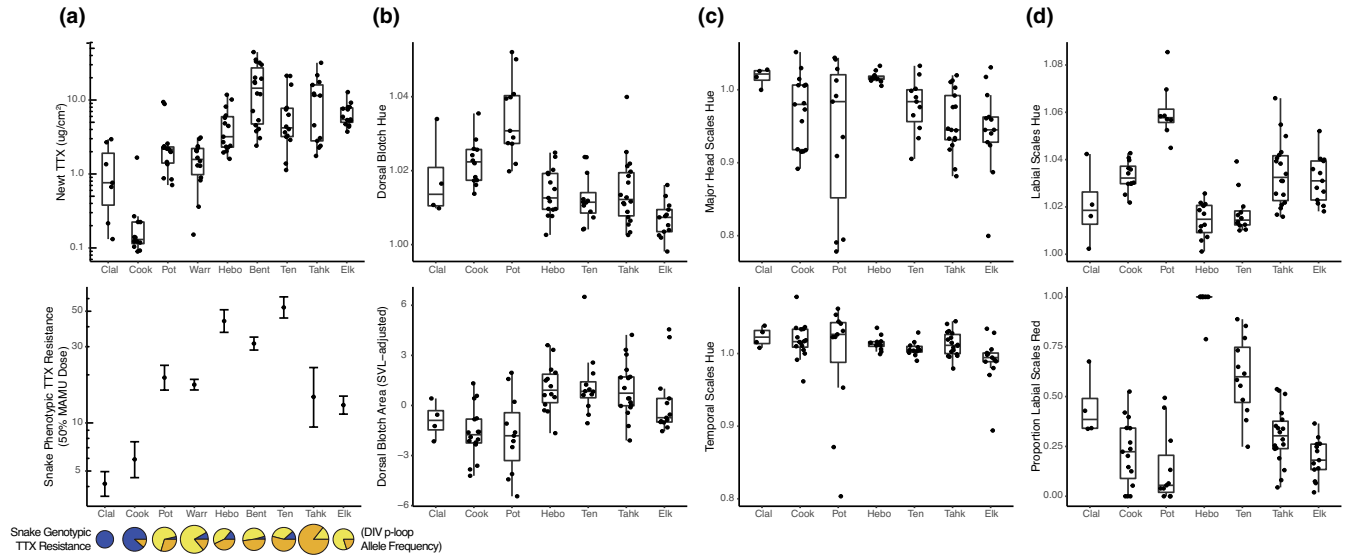 (a)
(b)
(c)
(d)
Newt TTX (ug/cm²)
10.0
1.0
0.1
Clal Cook Pot Warr Hebo Bent Ten Tahk Elk
Dorsal Blotch Hue
1.04
1.02
1.00
Clal Cook Pot Hebo Ten Tahk Elk
Major Head Scales Hue
1.0
0.9
0.8
Clal Cook Pot Hebo Ten Tahk Elk
Labial Scales Hue
1.08
1.06
1.04
1.02
1.00
Clal Cook Pot Hebo Ten Tahk Elk
Snake Phenotypic TTX Resistance
(50% MAMU Dose)
50
30
10
5
Clal Cook Pot Warr Hebo Bent Ten Tahk Elk
Dorsal Blotch Area (SVL-adjusted)
6
3
0
−3
−6
Clal Cook Pot Hebo Ten Tahk Elk
Temporal Scales Hue
1.0
0.9
0.8
Clal Cook Pot Hebo Ten Tahk Elk
Proportion Labial Scales Red
1.00
0.75
0.50
0.25
0.00
Clal Cook Pot Hebo Ten Tahk Elk
Snake Genotypic
TTX Resistance
(DIV p-loop
Allele Frequency)